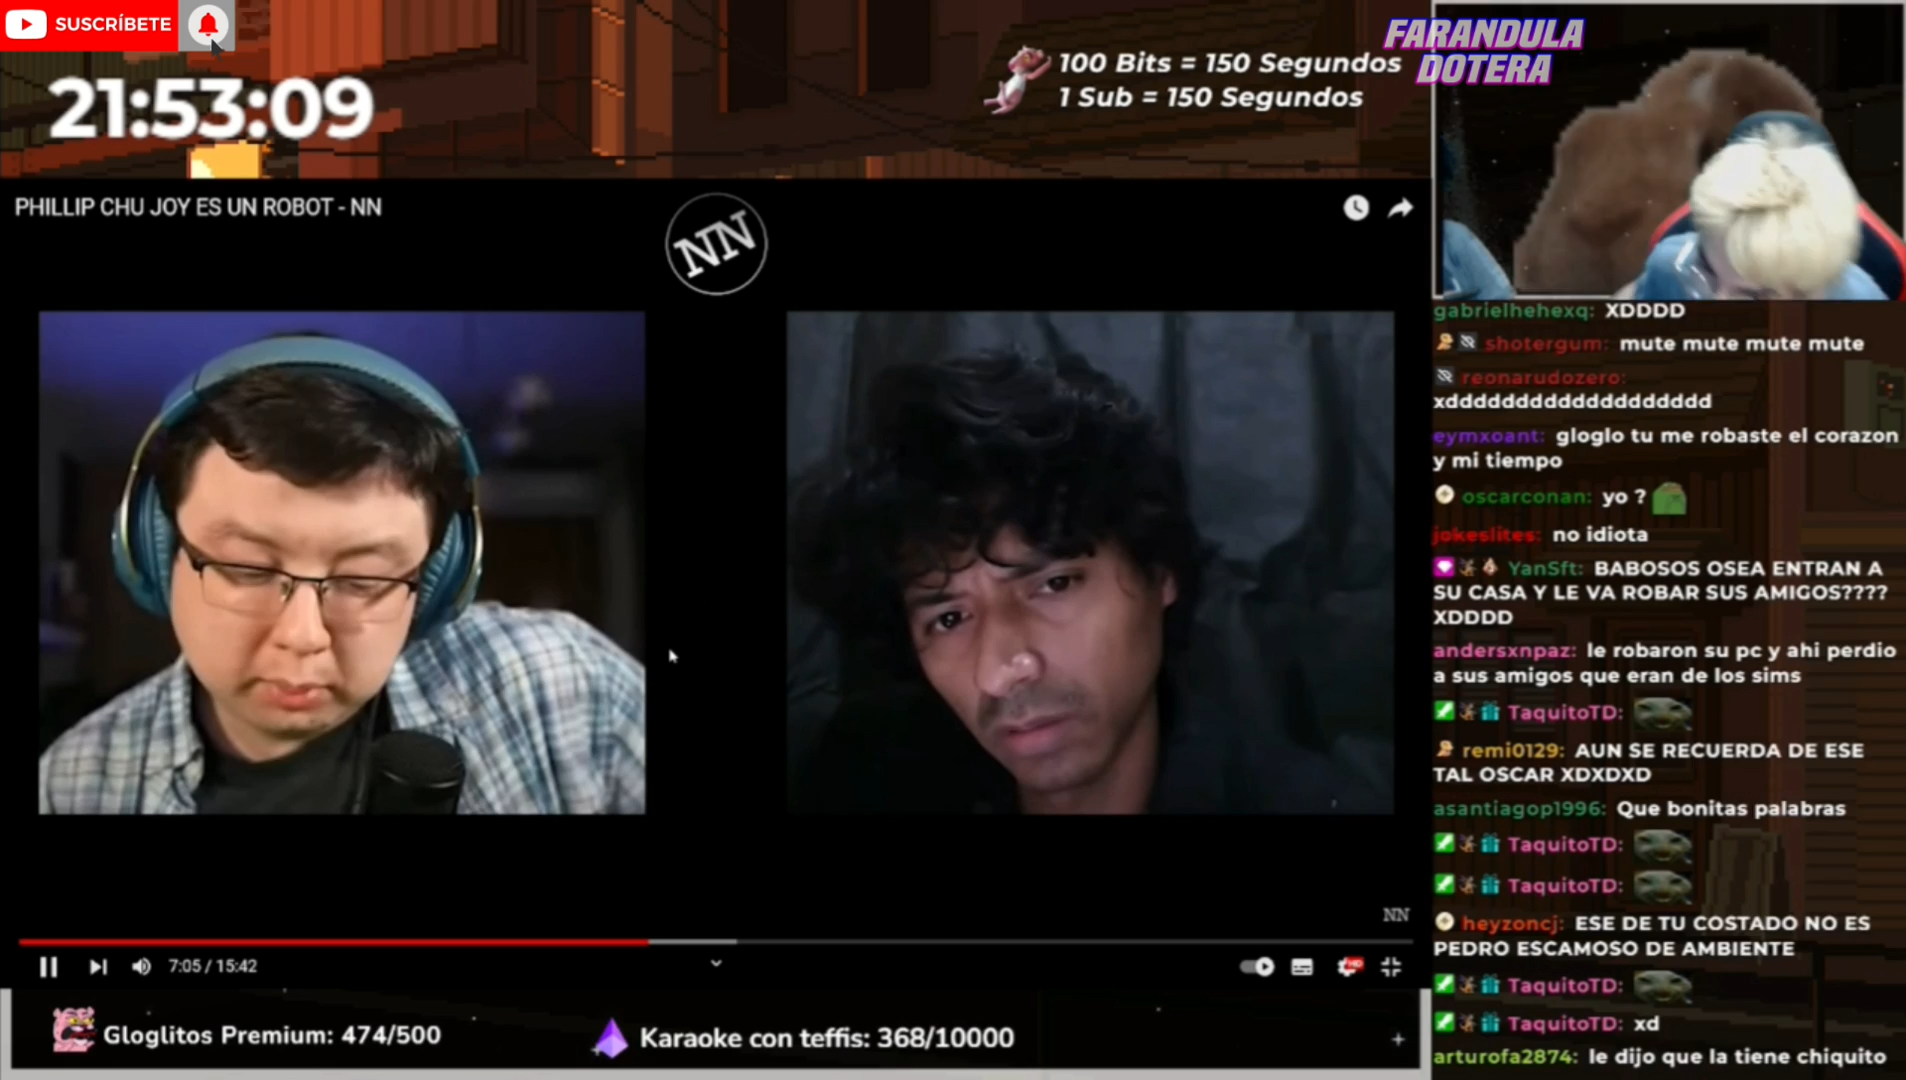 SUSCRÍBETE
21:53:09
100 Bits = 150 Segundos
1 Sub = 150 Segundos
FARANDULA
DOTERA
PHILLIP CHU JOY ES UN ROBOT - NN
NN
NN
7:05 / 15:42
HD
Gloglitos Premium: 474/500
Karaoke con teffis: 368/10000
gabrielhehexq: XDDDD
shotergum: mute mute mute mute
reonarudozero:
xddddddddddddddddddd
eymxoant: gloglo tu me robaste el corazon
y mi tiempo
oscarconan: yo ?
jokeslites: no idiota
YanSft: BABOSOS OSEA ENTRAN A
SU CASA Y LE VA ROBAR SUS AMIGOS????
XDDDD
andersxnpaz: le robaron su pc y ahi perdio
a sus amigos que eran de los sims
TaquitoTD:
remi0129: AUN SE RECUERDA DE ESE
TAL OSCAR XDXDXD
asantiagop1996: Que bonitas palabras
TaquitoTD:
TaquitoTD:
heyzoncj: ESE DE TU COSTADO NO ES
PEDRO ESCAMOSO DE AMBIENTE
TaquitoTD:
TaquitoTD: xd
arturofa2874: le dijo que la tiene chiquito